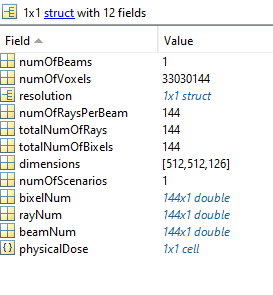 1x1 struct with 12 fields
Field Value
numOfBeams 1
numOfVoxels 33030144
resolution 1x1 struct
numOfRaysPerBeam 144
totalNumOfRays 144
totalNumOfBixels 144
dimensions [512,512,126]
numOfScenarios 1
bixelNum 144x1 double
rayNum 144x1 double
beamNum 144x1 double
physicalDose 1x1 cell